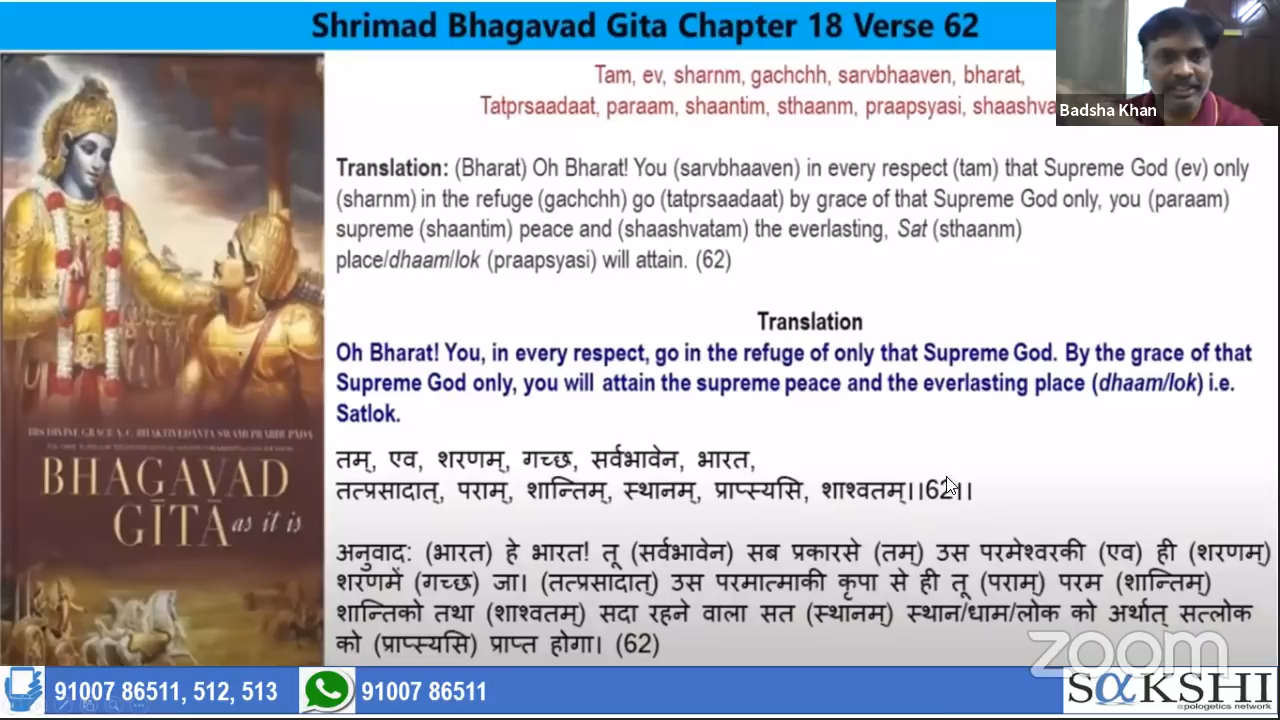 Shrimad Bhagavad Gita Chapter 18 Verse 62
Tam, ev, sharnm, gachchh, sarvbhaaven, bharat,
Tatprsaadaat, paraam, shaantim, sthaanm, praapsyasi, shaashva
Badsha Khan
Translation: (Bharat) Oh Bharat! You (sarvbhaaven) in every respect (tam) that Supreme God (ev) only
(sharnm) in the refuge (gachchh) go (tatprsaadaat) by grace of that Supreme God only, you (paraam)
supreme (shaantim) peace and (shaashvatam) the everlasting, Sat (sthaanm)
place/dhaam/lok (praapsyasi) will attain. (62)
Translation
Oh Bharat! You, in every respect, go in the refuge of only that Supreme God. By the grace of that
Supreme God only, you will attain the supreme peace and the everlasting place (dhaam/lok) i.e.
Satlok.
तम्, एव, शरणम्, गच्छ, सर्वभावेन, भारत,
तत्प्रसादात्, पराम्, शान्तिम्, स्थानम्, प्राप्स्यसि, शाश्वतम्।।62।।
अनुवाद: (भारत) हे भारत! तू (सर्वभावेन) सब प्रकारसे (तम्) उस परमेश्वरकी (एव) ही (शरणम्)
शरणमें (गच्छ) जा। (तत्प्रसादात्) उस परमात्माकी कृपा से ही तू (पराम्) परम (शान्तिम्)
शान्तिको तथा (शाश्वतम्) सदा रहने वाला सत (स्थानम्) स्थान/धाम/लोक को अर्थात् सत्लोक
को (प्राप्स्यसि) प्राप्त होगा। (62)
HIS DIVINE GRACE A. C. BHAKTIVEDANTA SWAMI PRABHUPADA
BHAGAVAD
GĪTĀ as it is
zoom
91007 86511, 512, 513
91007 86511
SαKSHI
apologetics network